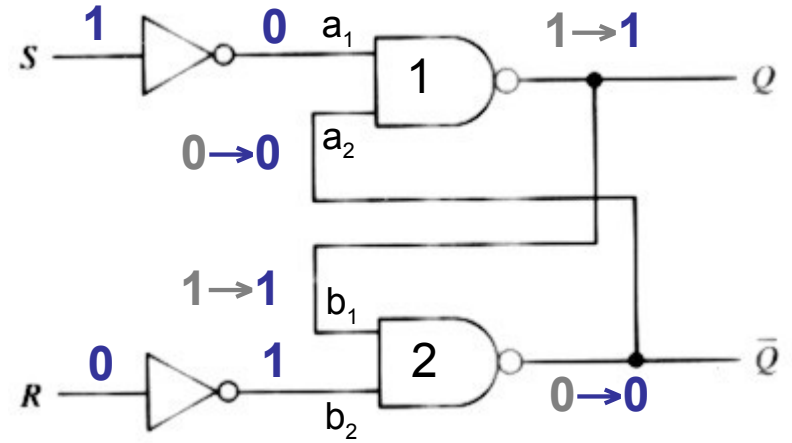 1 0 a₁ 1→1
S 1 Q
0→0 a₂
1→1 b₁
0 1 2 Q̄
R b₂ 0→0